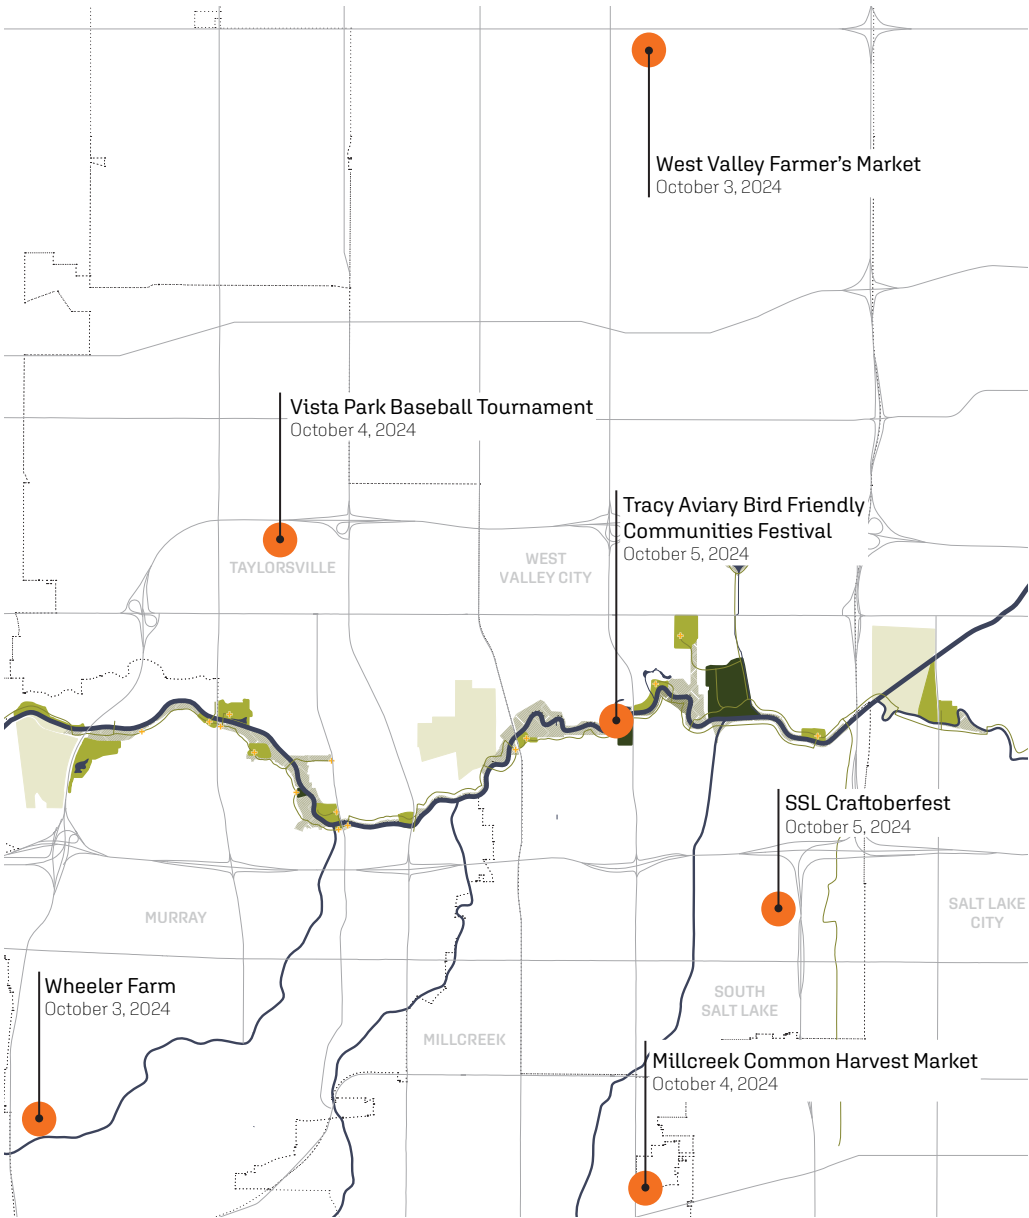 West Valley Farmer's Market
October 3, 2024
Vista Park Baseball Tournament
October 4, 2024
Tracy Aviary Bird Friendly
Communities Festival
October 5, 2024
TAYLORSVILLE
WEST
VALLEY CITY
SSL Craftoberfest
October 5, 2024
MURRAY
SALT LAKE
CITY
Wheeler Farm
October 3, 2024
SOUTH
SALT LAKE
MILLCREEK
Millcreek Common Harvest Market
October 4, 2024